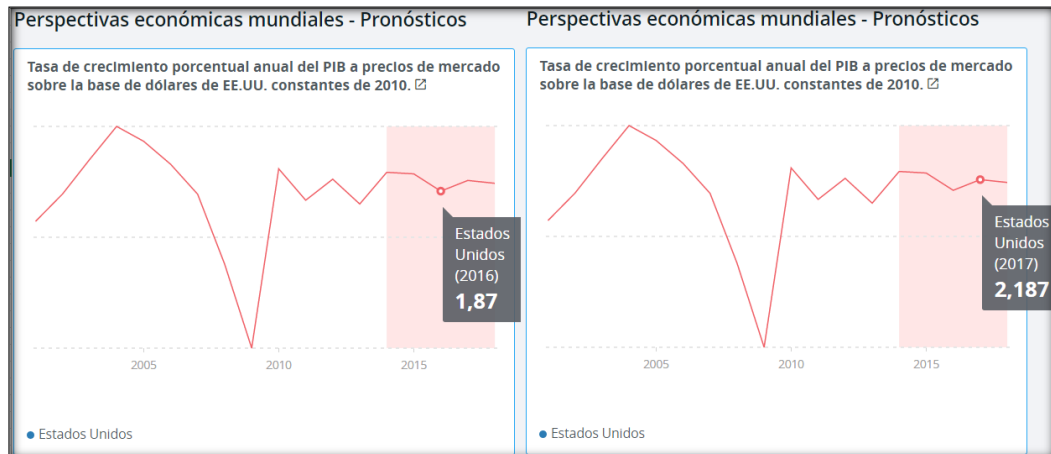 Perspectivas económicas mundiales - Pronósticos
Tasa de crecimiento porcentual anual del PIB a precios de mercado
sobre la base de dólares de EE.UU. constantes de 2010.
Estados
Unidos
(2016)
1,87
2005
2010
2015
Estados Unidos
Perspectivas económicas mundiales - Pronósticos
Tasa de crecimiento porcentual anual del PIB a precios de mercado
sobre la base de dólares de EE.UU. constantes de 2010.
Estados
Unidos
(2017)
2,187
2005
2010
2015
Estados Unidos